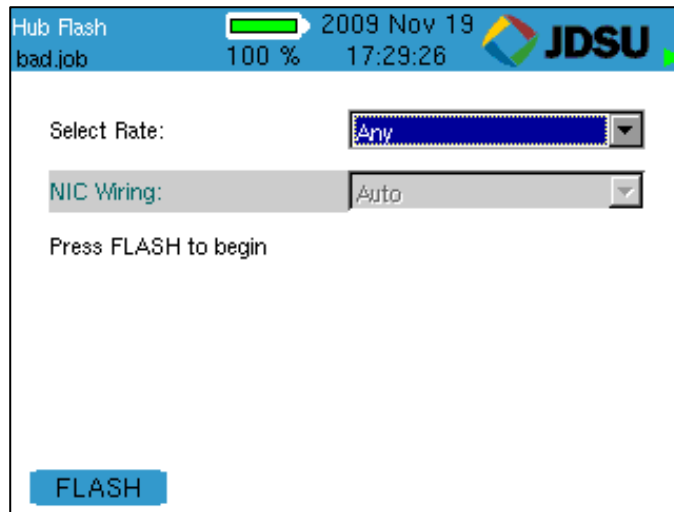 Hub Flash 2009 Nov 19 JDSU
bad.job 100 % 17:29:26
Select Rate: Any
NIC Wiring: Auto
Press FLASH to begin
FLASH